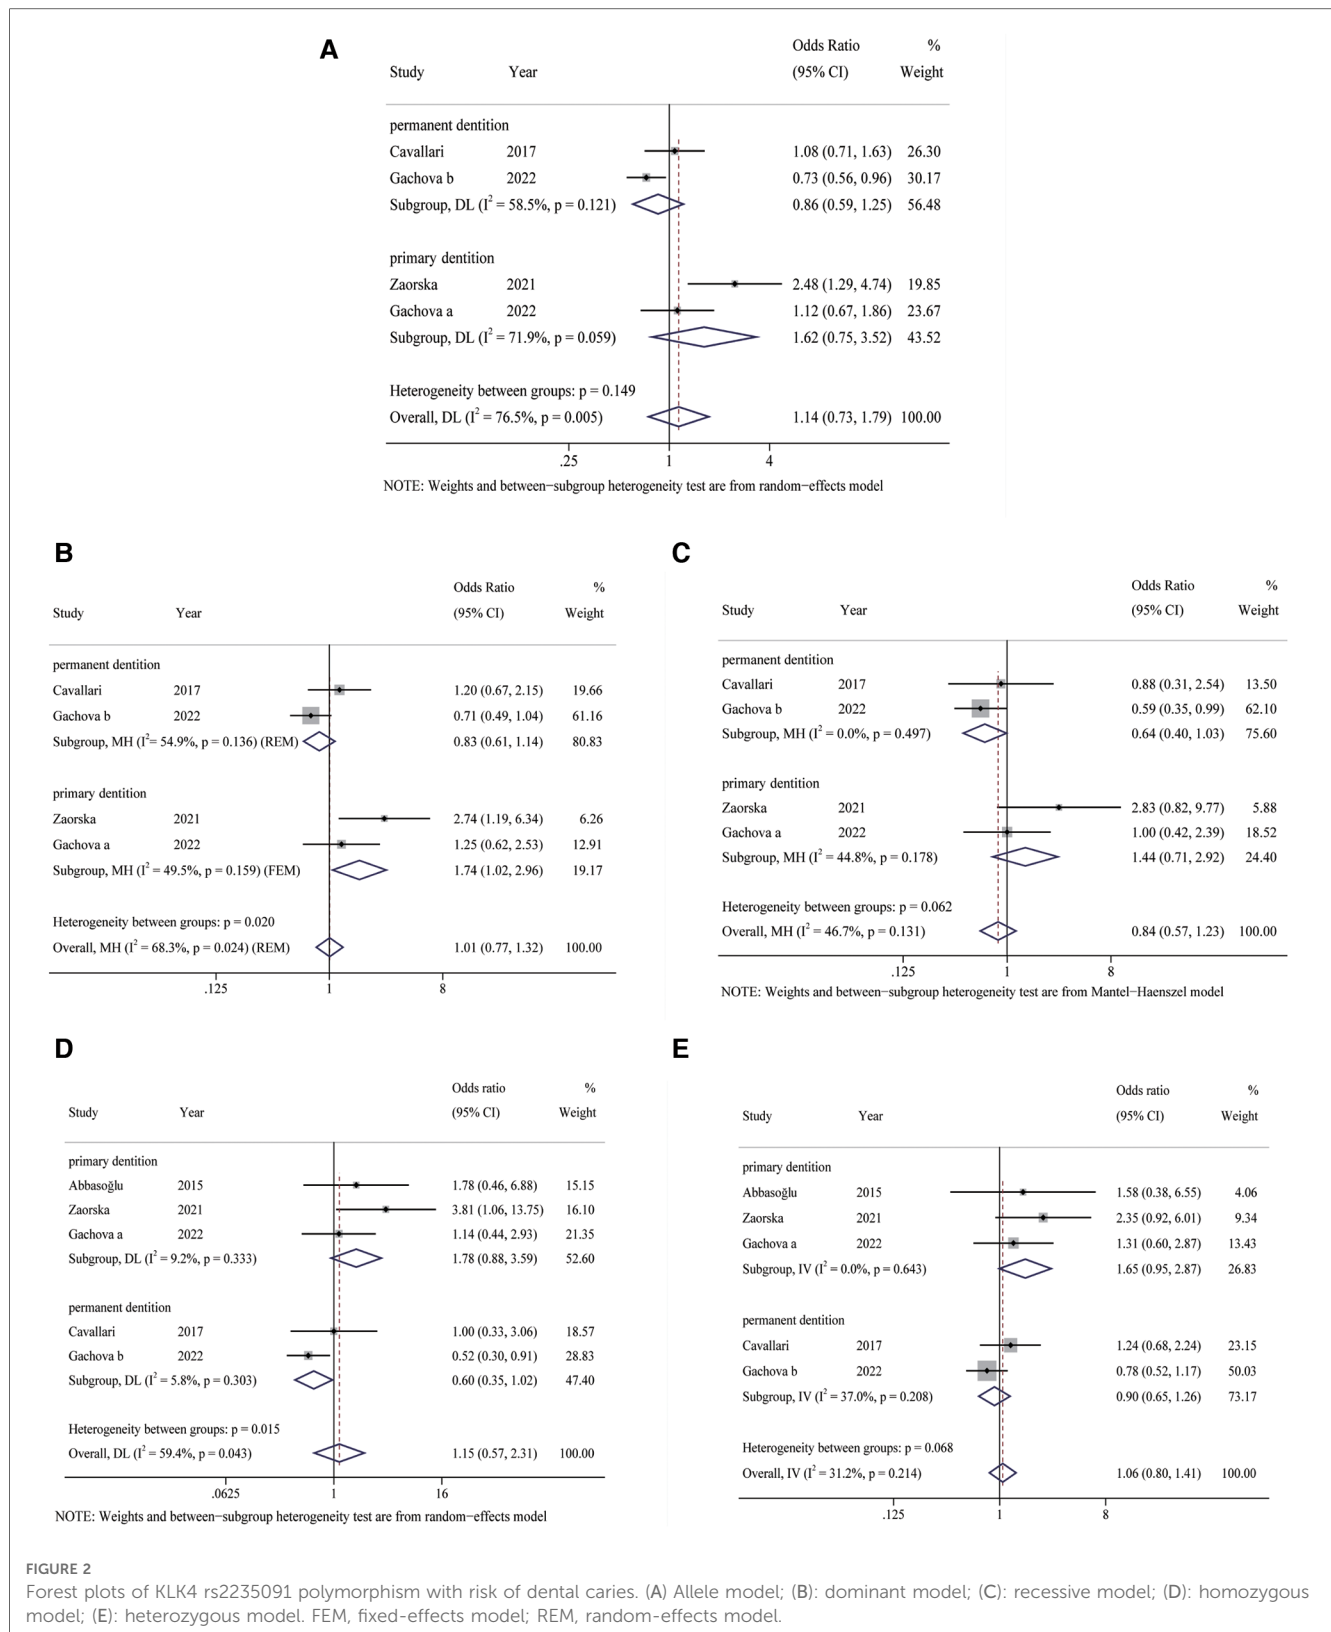 A
Odds Ratio %
Study Year (95% CI) Weight
permanent dentition
Cavallari 2017 1.08 (0.71, 1.63) 26.30
Gachova b 2022 0.73 (0.56, 0.96) 30.17
Subgroup, DL (I² = 58.5%, p = 0.121) 0.86 (0.59, 1.25) 56.48
primary dentition
Zaorska 2021 2.48 (1.29, 4.74) 19.85
Gachova a 2022 1.12 (0.67, 1.86) 23.67
Subgroup, DL (I² = 71.9%, p = 0.059) 1.62 (0.75, 3.52) 43.52
Heterogeneity between groups: p = 0.149
Overall, DL (I² = 76.5%, p = 0.005) 1.14 (0.73, 1.79) 100.00
.25 1 4
NOTE: Weights and between−subgroup heterogeneity test are from random−effects model
B
Odds Ratio %
Study Year (95% CI) Weight
permanent dentition
Cavallari 2017 1.20 (0.67, 2.15) 19.66
Gachova b 2022 0.71 (0.49, 1.04) 61.16
Subgroup, MH (I² = 54.9%, p = 0.136) (REM) 0.83 (0.61, 1.14) 80.83
primary dentition
Zaorska 2021 2.74 (1.19, 6.34) 6.26
Gachova a 2022 1.25 (0.62, 2.53) 12.91
Subgroup, MH (I² = 49.5%, p = 0.159) (FEM) 1.74 (1.02, 2.96) 19.17
Heterogeneity between groups: p = 0.020
Overall, MH (I² = 68.3%, p = 0.024) (REM) 1.01 (0.77, 1.32) 100.00
.125 1 8
C
Odds Ratio %
Study Year (95% CI) Weight
permanent dentition
Cavallari 2017 0.88 (0.31, 2.54) 13.50
Gachova b 2022 0.59 (0.35, 0.99) 62.10
Subgroup, MH (I² = 0.0%, p = 0.497) 0.64 (0.40, 1.03) 75.60
primary dentition
Zaorska 2021 2.83 (0.82, 9.77) 5.88
Gachova a 2022 1.00 (0.42, 2.39) 18.52
Subgroup, MH (I² = 44.8%, p = 0.178) 1.44 (0.71, 2.92) 24.40
Heterogeneity between groups: p = 0.062
Overall, MH (I² = 46.7%, p = 0.131) 0.84 (0.57, 1.23) 100.00
.125 1 8
NOTE: Weights and between−subgroup heterogeneity test are from Mantel−Haenszel model
D
Odds ratio %
Study Year (95% CI) Weight
primary dentition
Abbasoğlu 2015 1.78 (0.46, 6.88) 15.15
Zaorska 2021 3.81 (1.06, 13.75) 16.10
Gachova a 2022 1.14 (0.44, 2.93) 21.35
Subgroup, DL (I² = 9.2%, p = 0.333) 1.78 (0.88, 3.59) 52.60
permanent dentition
Cavallari 2017 1.00 (0.33, 3.06) 18.57
Gachova b 2022 0.52 (0.30, 0.91) 28.83
Subgroup, DL (I² = 5.8%, p = 0.303) 0.60 (0.35, 1.02) 47.40
Heterogeneity between groups: p = 0.015
Overall, DL (I² = 59.4%, p = 0.043) 1.15 (0.57, 2.31) 100.00
.0625 1 16
NOTE: Weights and between−subgroup heterogeneity test are from random−effects model
E
Odds ratio %
Study Year (95% CI) Weight
primary dentition
Abbasoğlu 2015 1.58 (0.38, 6.55) 4.06
Zaorska 2021 2.35 (0.92, 6.01) 9.34
Gachova a 2022 1.31 (0.60, 2.87) 13.43
Subgroup, IV (I² = 0.0%, p = 0.643) 1.65 (0.95, 2.87) 26.83
permanent dentition
Cavallari 2017 1.24 (0.68, 2.24) 23.15
Gachova b 2022 0.78 (0.52, 1.17) 50.03
Subgroup, IV (I² = 37.0%, p = 0.208) 0.90 (0.65, 1.26) 73.17
Heterogeneity between groups: p = 0.068
Overall, IV (I² = 31.2%, p = 0.214) 1.06 (0.80, 1.41) 100.00
.125 1 8
FIGURE 2
Forest plots of KLK4 rs2235091 polymorphism with risk of dental caries. (A) Allele model; (B): dominant model; (C): recessive model; (D): homozygous
model; (E): heterozygous model. FEM, fixed-effects model; REM, random-effects model.